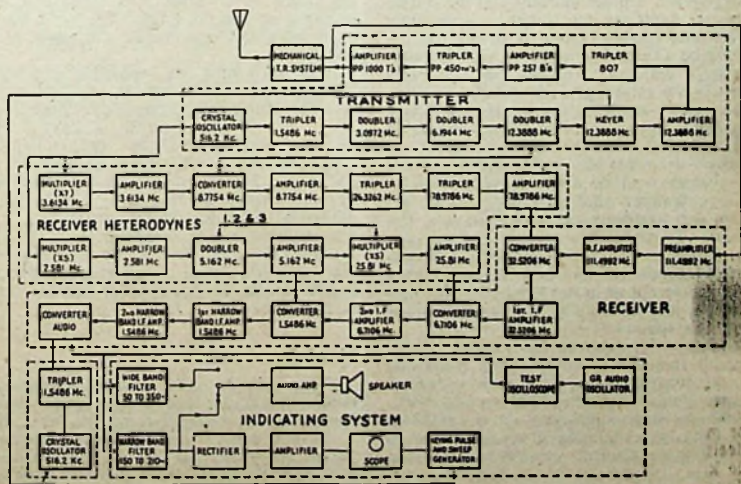 MECHANICAL
T.R. SYSTEM
AMPLIFIER
PP 1000 T's
TRIPLER
PP 450TH's
AMPLIFIER
PP 257 B's
TRIPLER
807
TRANSMITTER
CRYSTAL
OSCILLATOR
516.2 Kc.
TRIPLER
1.5486 Mc.
DOUBLER
3.0972 Mc.
DOUBLER
6.1944 Mc.
DOUBLER
12.3888 Mc.
KEYER
12.3888 Mc.
AMPLIFIER
12.3888 Mc.
MULTIPLIER
(X7)
3.6134 Mc.
AMPLIFIER
3.6134 Mc.
CONVERTER
8.7754 Mc.
AMPLIFIER
8.7754 Mc.
TRIPLER
26.3262 Mc.
TRIPLER
78.9786 Mc.
AMPLIFIER
78.9786 Mc.
RECEIVER HETERODYNES
1, 2 & 3
MULTIPLIER
(X5)
2.581 Mc.
AMPLIFIER
2.581 Mc.
DOUBLER
5.162 Mc.
AMPLIFIER
5.162 Mc.
MULTIPLIER
(X5)
25.81 Mc.
AMPLIFIER
25.81 Mc.
CONVERTER
32.5206 Mc.
R.F. AMPLIFIER
111.4992 Mc.
PREAMPLIFIER
111.4992 Mc.
CONVERTER
AUDIO
2ND NARROW
BAND I.F. AMP.
1.5486 Mc.
1ST NARROW
BAND I.F. AMP.
1.5486 Mc.
CONVERTER
1.5486 Mc.
2ND I.F.
AMPLIFIER
6.7106 Mc.
CONVERTER
6.7106 Mc.
1ST. I.F
AMPLIFIER
32.5206 Mc.
RECEIVER
TRIPLER
1.5486 Mc.
WIDE BAND
FILTER
50 TO 350~
AUDIO AMP.
SPEAKER
TEST
OSCILLOSCOPE
GR AUDIO
OSCILLATOR
INDICATING SYSTEM
CRYSTAL
OSCILLATOR
516.2 Kc.
NARROW BAND
FILTER
150 TO 210~
RECTIFIER
AMPLIFIER
SCOPE
KEYING PULSE
AND SWEEP
GENERATOR